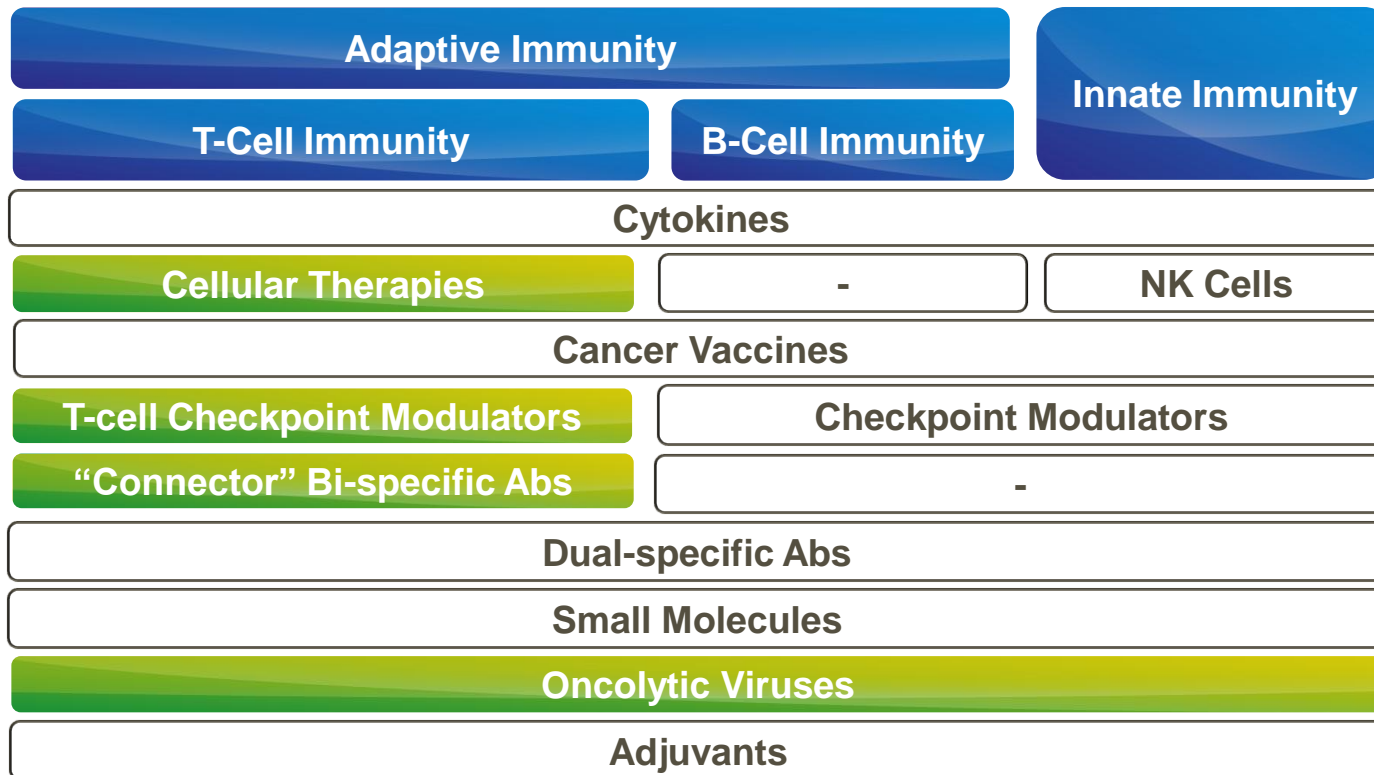 Adaptive Immunity
Innate Immunity
T-Cell Immunity
B-Cell Immunity
Cytokines
Cellular Therapies
-
NK Cells
Cancer Vaccines
T-cell Checkpoint Modulators
Checkpoint Modulators
“Connector” Bi-specific Abs
-
Dual-specific Abs
Small Molecules
Oncolytic Viruses
Adjuvants